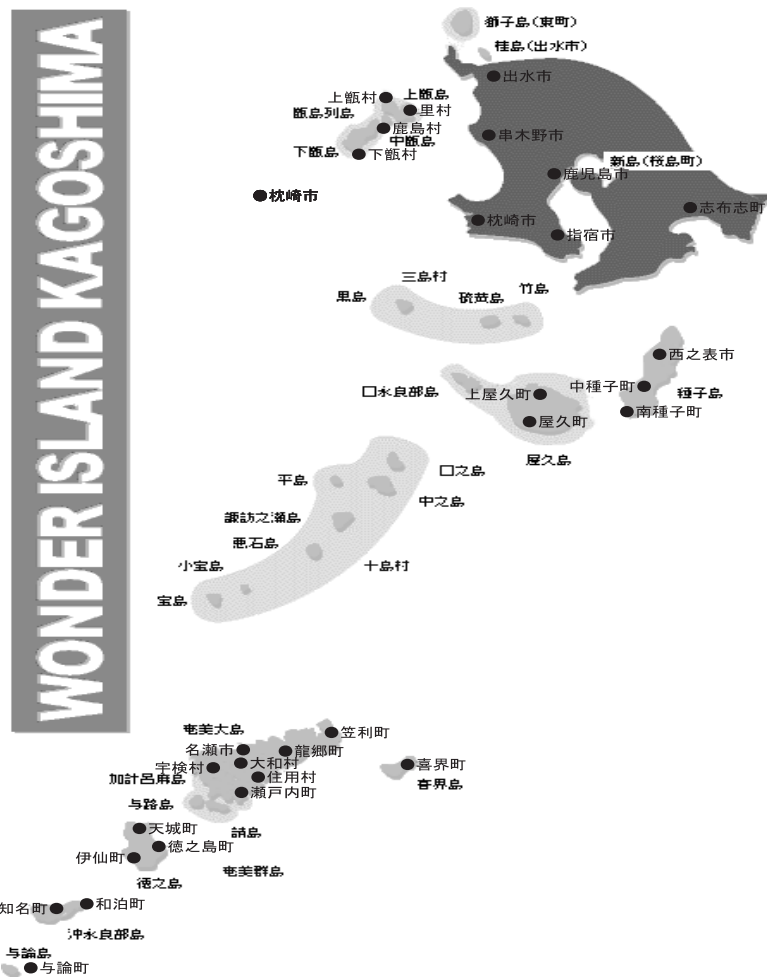 WONDER ISLAND KAGOSHIMA
獅子島(東町)
桂島(出水市)
出水市
上甑村
上甑島
里村
甑島列島
鹿島村
中甑島
下甑島
下甑村
串木野市
新島(桜島町)
鹿児島市
枕崎市
枕崎市
志布志町
指宿市
三島村
黒島
硫黄島
竹島
西之表市
中種子町
種子島
南種子町
口永良部島
上屋久町
屋久町
屋久島
口之島
平島
中之島
諏訪之瀬島
悪石島
小宝島
十島村
宝島
奄美大島
笠利町
名瀬市
龍郷町
宇検村
大和村
喜界町
加計呂麻島
住用村
喜界島
瀬戸内町
与路島
請島
天城町
徳之島町
伊仙町
奄美群島
徳之島
知名町
和泊町
沖永良部島
与論島
与論町